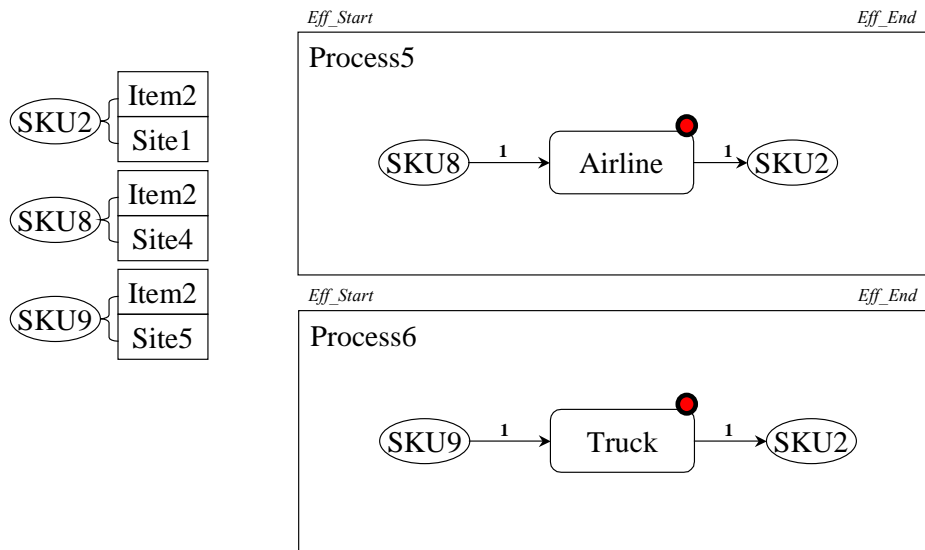 SKU2
Item2
Site1
SKU8
Item2
Site4
SKU9
Item2
Site5
Eff_Start
Eff_End
Process5
SKU8
1
Airline
1
SKU2
Eff_Start
Eff_End
Process6
SKU9
1
Truck
1
SKU2